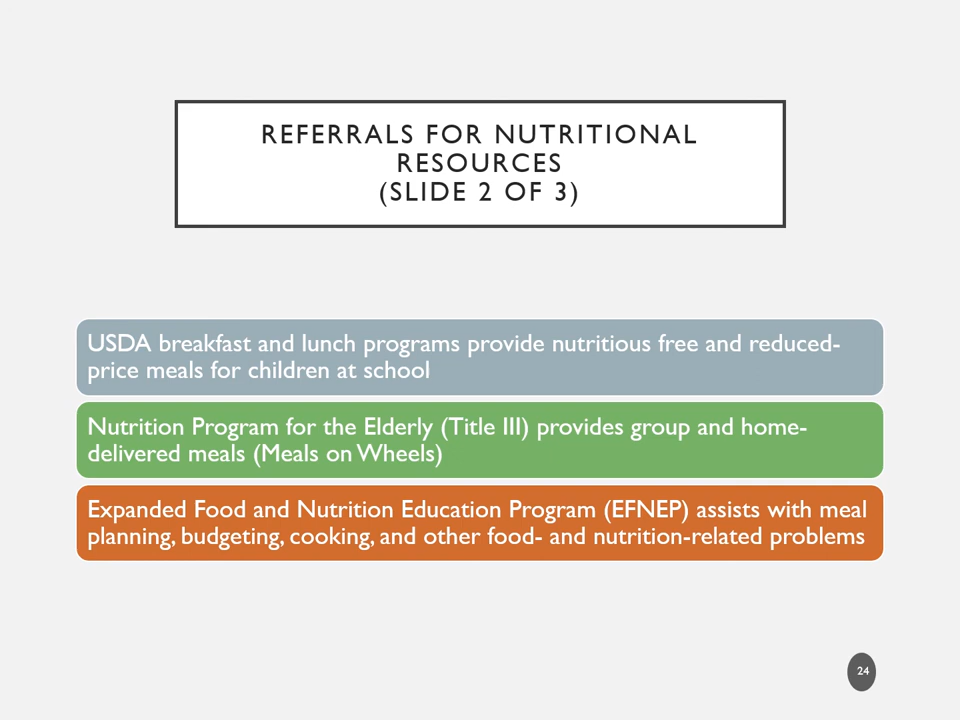 REFERRALS FOR NUTRITIONAL
RESOURCES
(SLIDE 2 OF 3)
USDA breakfast and lunch programs provide nutritious free and reduced-
price meals for children at school
Nutrition Program for the Elderly (Title III) provides group and home-
delivered meals (Meals on Wheels)
Expanded Food and Nutrition Education Program (EFNEP) assists with meal
planning, budgeting, cooking, and other food- and nutrition-related problems
24